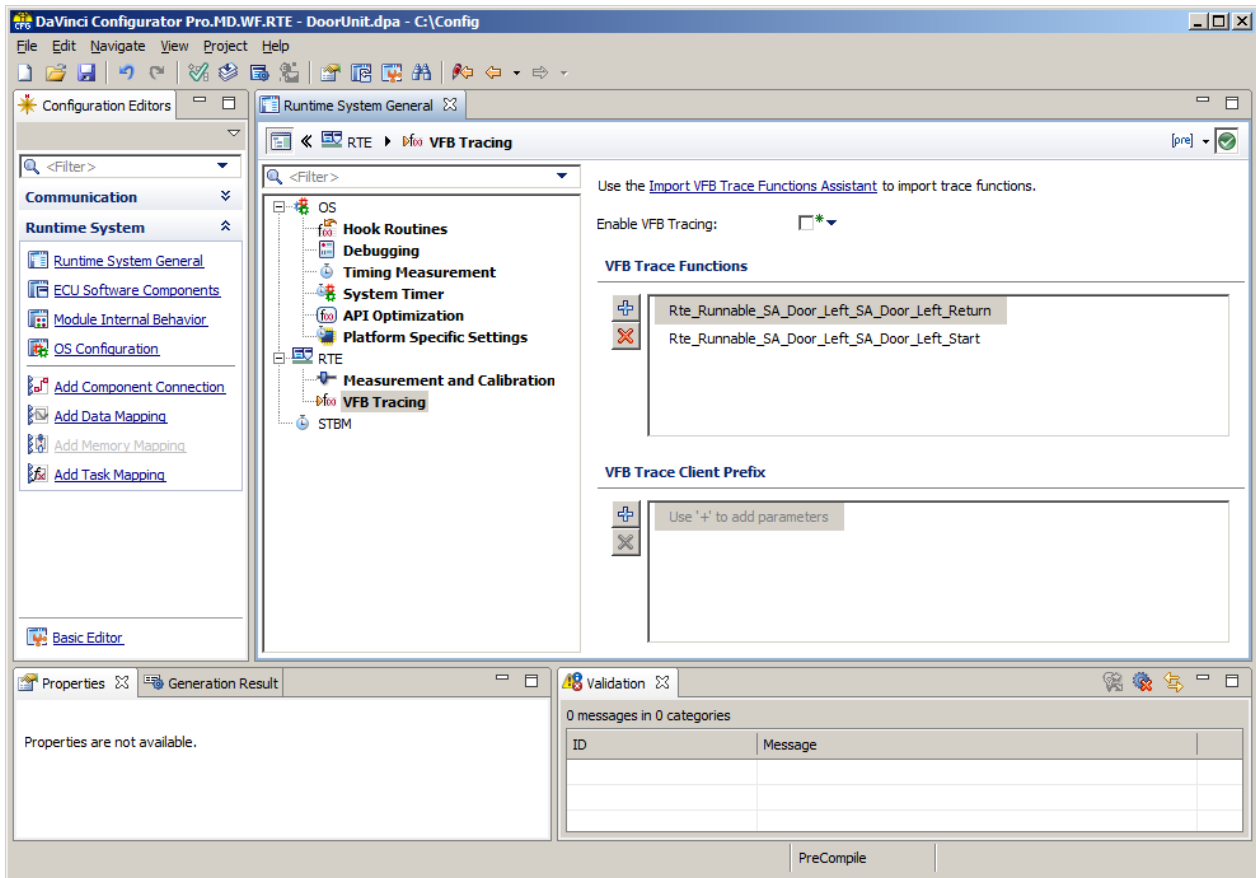 DaVinci Configurator Pro.MD.WF.RTE - DoorUnit.dpa - C:\Config
File Edit Navigate View Project Help
Configuration Editors
<Filter>
Communication
Runtime System
Runtime System General
ECU Software Components
Module Internal Behavior
OS Configuration
Add Component Connection
Add Data Mapping
Add Memory Mapping
Add Task Mapping
Basic Editor
Runtime System General
RTE VFB Tracing
[pre]
<Filter>
OS
Hook Routines
Debugging
Timing Measurement
System Timer
API Optimization
Platform Specific Settings
RTE
Measurement and Calibration
VFB Tracing
STBM
Use the Import VFB Trace Functions Assistant to import trace functions.
Enable VFB Tracing:
VFB Trace Functions
Rte_Runnable_SA_Door_Left_SA_Door_Left_Return
Rte_Runnable_SA_Door_Left_SA_Door_Left_Start
VFB Trace Client Prefix
Use '+' to add parameters
Properties Generation Result
Properties are not available.
Validation
0 messages in 0 categories
ID Message
PreCompile